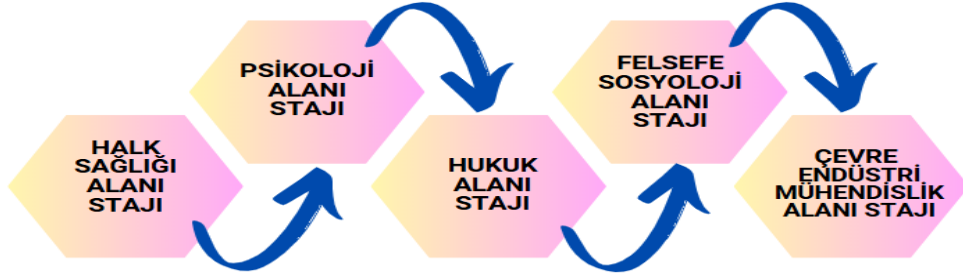 HALK
SAĞLIĞI
ALANI
STAJI
PSİKOLOJİ
ALANI
STAJI
HUKUK
ALANI
STAJI
FELSEFE
SOSYOLOJİ
ALANI
STAJI
ÇEVRE
ENDÜSTRİ
MÜHENDİSLİK
ALANI STAJI